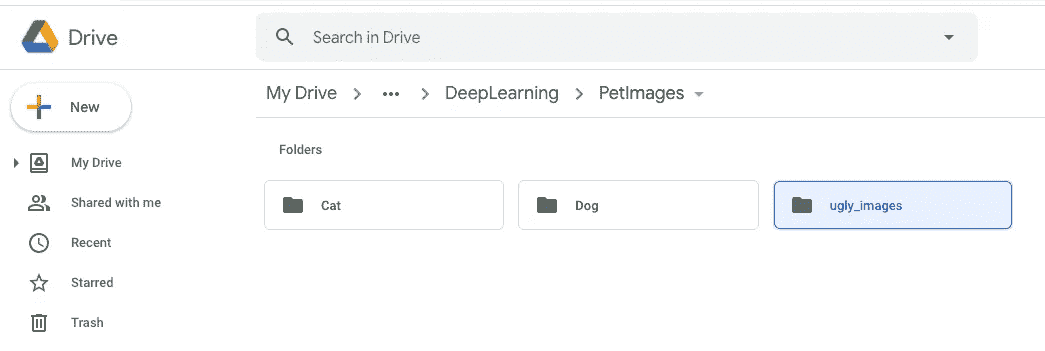 Drive
Search in Drive
My Drive > ••• > DeepLearning > PetImages
New
Folders
My Drive
Shared with me
Recent
Starred
Trash
Cat
Dog
ugly_images